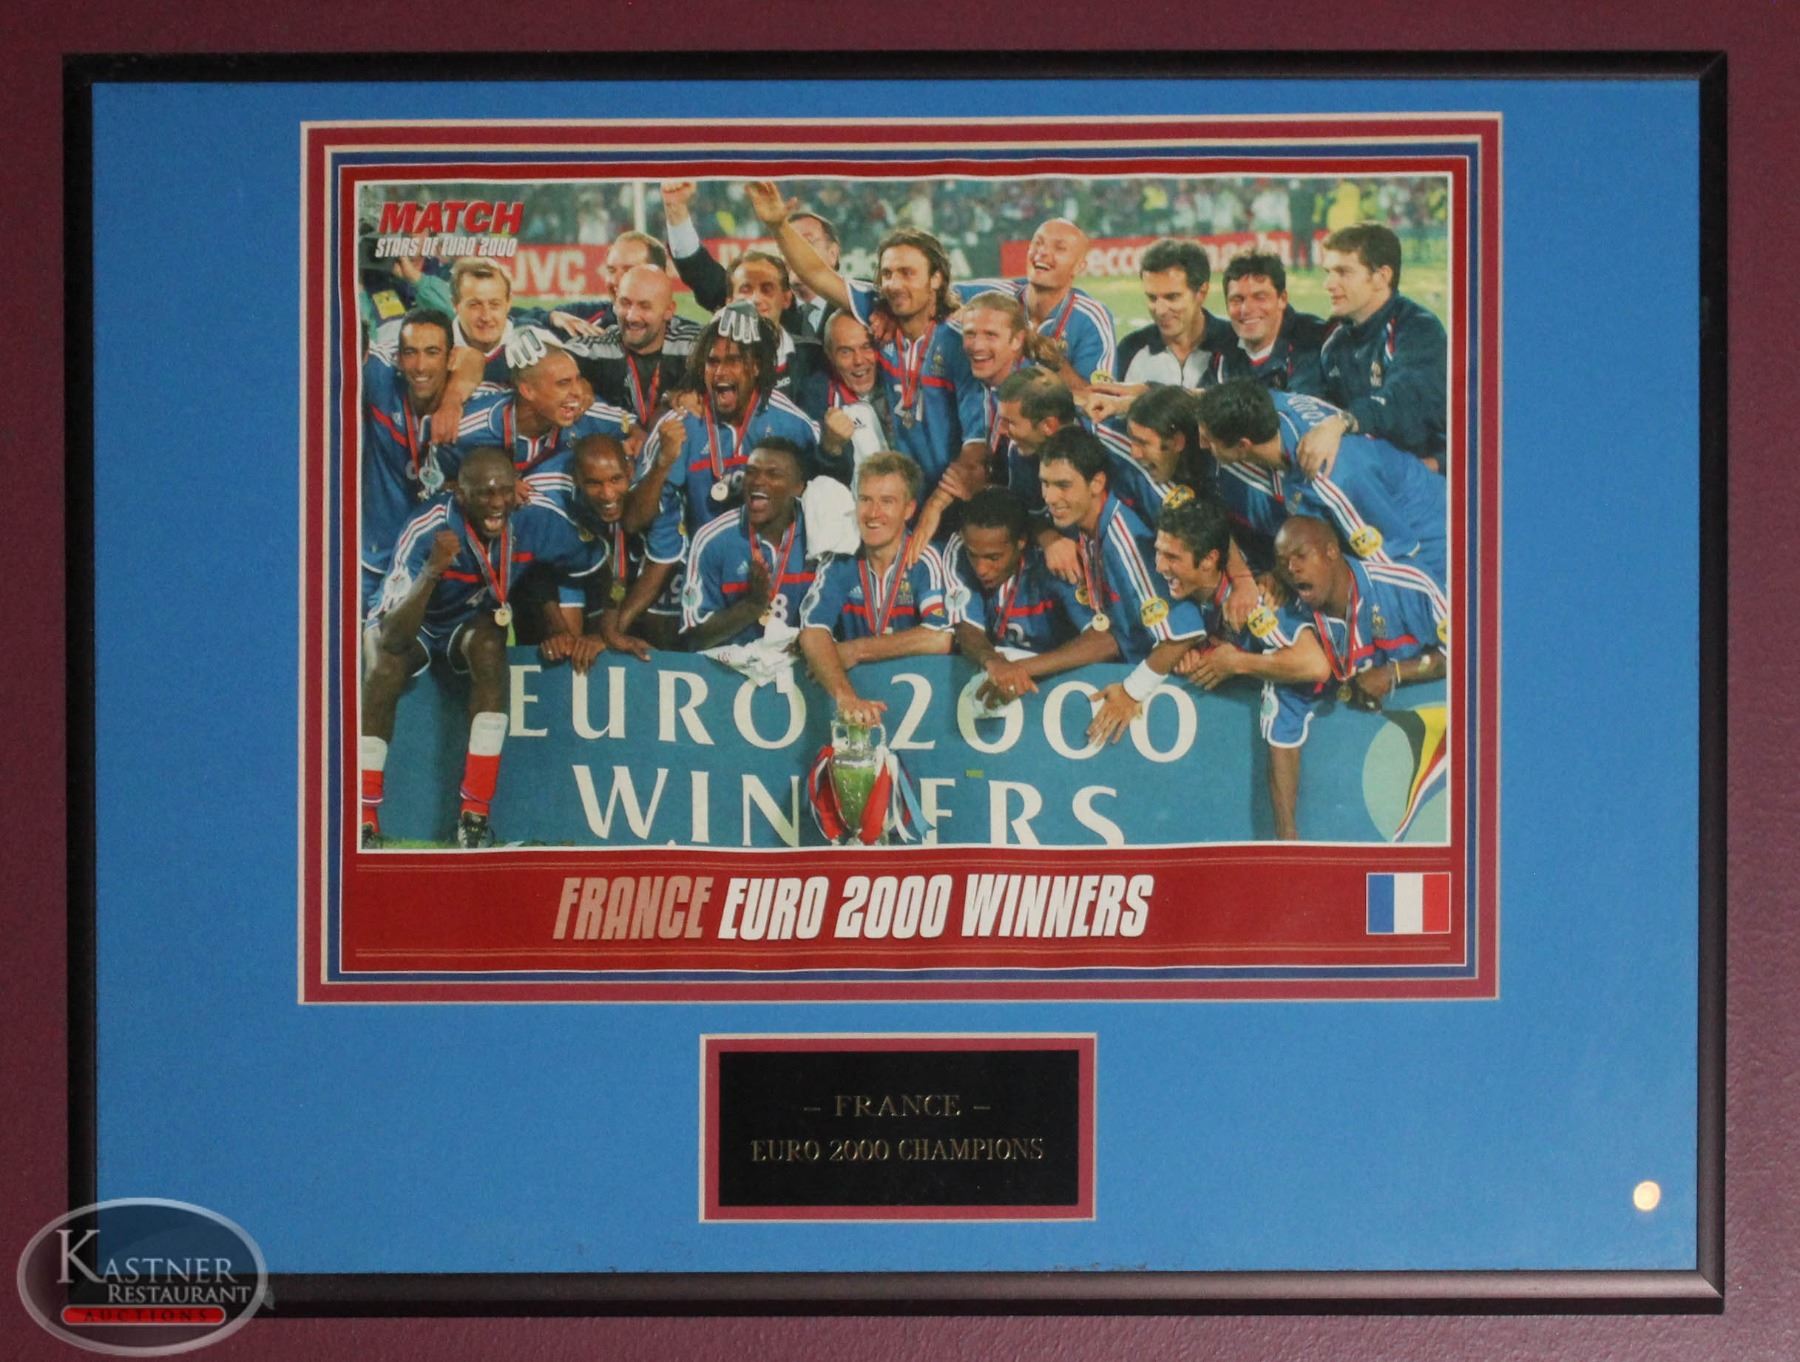 MATCH
STARS OF EURO 2000
JVC
EURO 2000
WINNERS
FRANCE EURO 2000 WINNERS
– FRANCE –
EURO 2000 CHAMPIONS
KASTNER
RESTAURANT
AUCTIONS